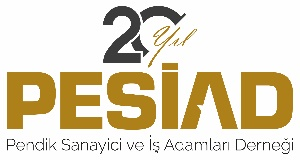 20 Yıl
PESİAD
Pendik Sanayici ve İş Adamları Derneği